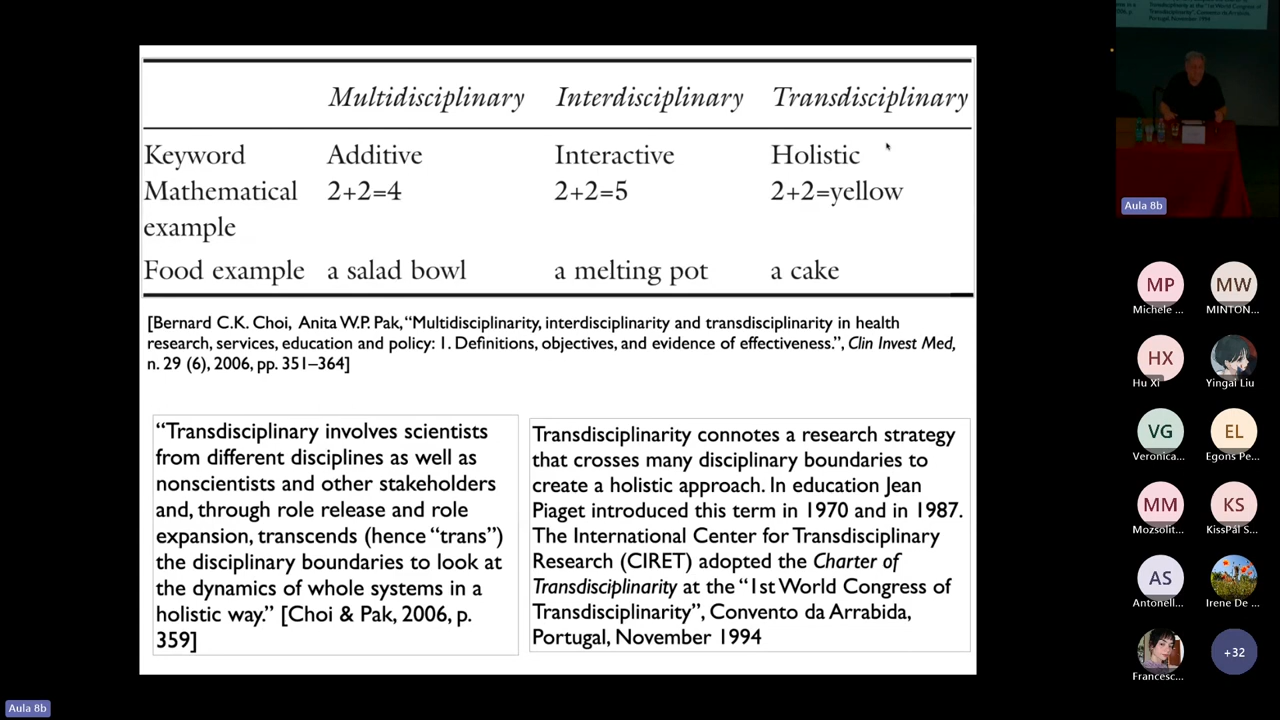 Multidisciplinary Interdisciplinary Transdisciplinary
Keyword Additive Interactive Holistic
Mathematical 2+2=4 2+2=5 2+2=yellow
example
Food example a salad bowl a melting pot a cake
[Bernard C.K. Choi, Anita W.P. Pak, “Multidisciplinarity, interdisciplinarity and transdisciplinarity in health
research, services, education and policy: 1. Definitions, objectives, and evidence of effectiveness.”, Clin Invest Med,
n. 29 (6), 2006, pp. 351–364]
“Transdisciplinary involves scientists
from different disciplines as well as
nonscientists and other stakeholders
and, through role release and role
expansion, transcends (hence “trans”)
the disciplinary boundaries to look at
the dynamics of whole systems in a
holistic way.” [Choi & Pak, 2006, p.
359]
Transdisciplinarity connotes a research strategy
that crosses many disciplinary boundaries to
create a holistic approach. In education Jean
Piaget introduced this term in 1970 and in 1987.
The International Center for Transdisciplinary
Research (CIRET) adopted the Charter of
Transdisciplinarity at the “1st World Congress of
Transdisciplinarity”, Convento da Arrabida,
Portugal, November 1994
Aula 8b
MP
Michele ...
MW
MINTON...
HX
Hu Xi
Yingai Liu
VG
Veronica...
EL
Egons Pe...
MM
Mozsolit...
KS
KissPál S...
AS
Antonell...
Irene De ...
Francesc...
+32
Aula 8b